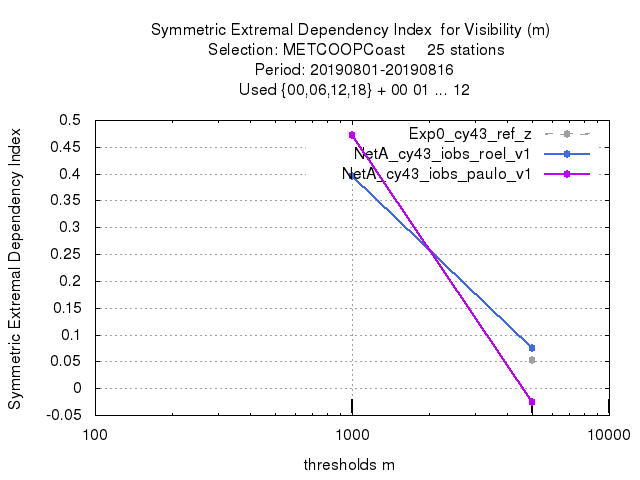 Symmetric Extremal Dependency Index  for Visibility (m)
Selection: METCOOPCoast     25 stations
Period: 20190801-20190816
Used {00,06,12,18} + 00 01 ... 12
Exp0_cy43_ref_z
NetA_cy43_iobs_roel_v1
NetA_cy43_iobs_paulo_v1
Symmetric Extremal Dependency Index
0.5
0.45
0.4
0.35
0.3
0.25
0.2
0.15
0.1
0.05
0
-0.05
100
1000
10000
thresholds m